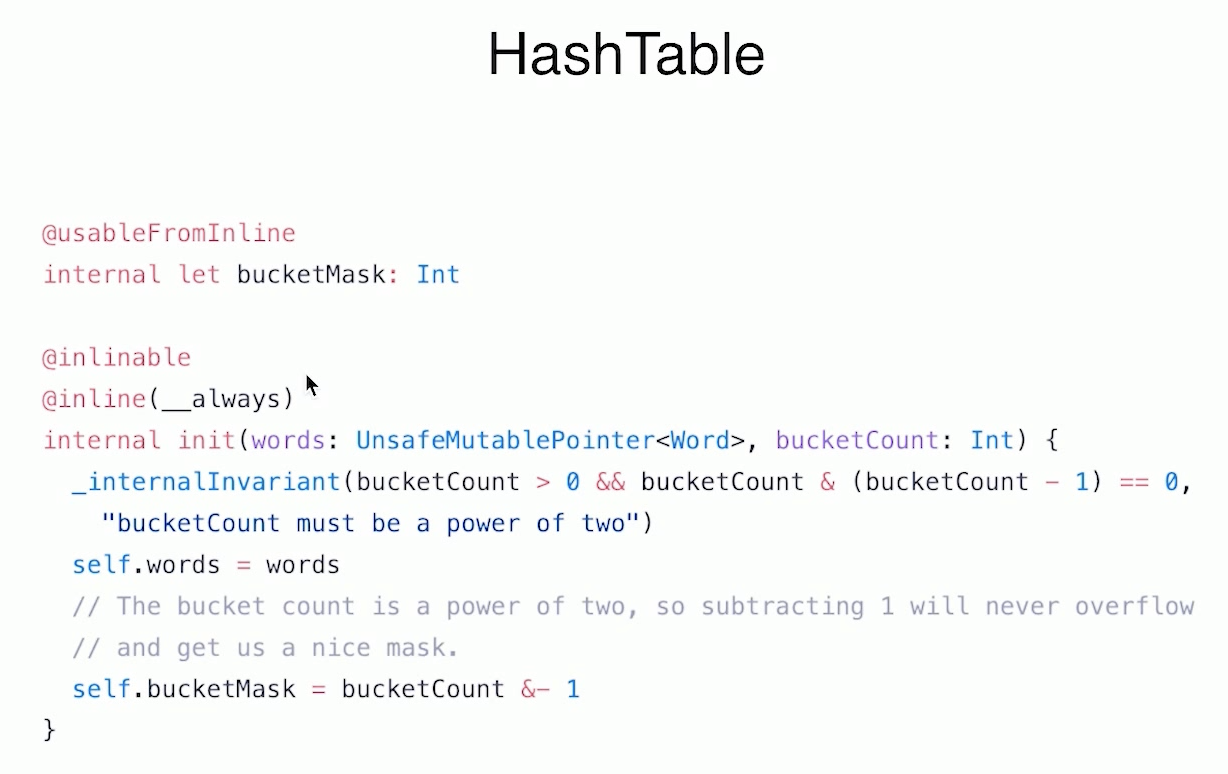 HashTable
@usableFromInline
internal let bucketMask: Int
@inlinable
@inline(__always)
internal init(words: UnsafeMutablePointer<Word>, bucketCount: Int) {
_internalInvariant(bucketCount > 0 && bucketCount & (bucketCount - 1) == 0,
"bucketCount must be a power of two")
self.words = words
// The bucket count is a power of two, so subtracting 1 will never overflow
// and get us a nice mask.
self.bucketMask = bucketCount &- 1
}